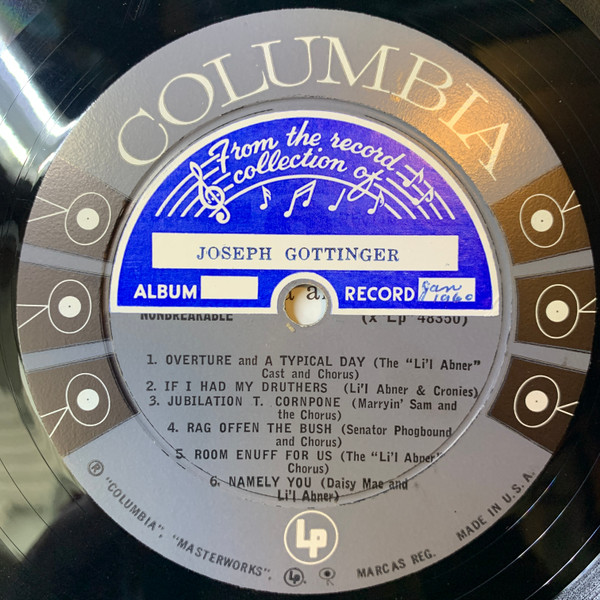 COLUMBIA
From the record
collection of
JOSEPH GOTTINGER
ALBUM RECORD Jan
1960
NONBREAKABLE (x Lp 48350)
1. OVERTURE and A TYPICAL DAY (The "Li'l Abner"
Cast and Chorus)
2. IF I HAD MY DRUTHERS (Li'l Abner & Cronies)
3. JUBILATION T. CORNPONE (Marryin' Sam and
the Chorus)
4. RAG OFFEN THE BUSH (Senator Phogbound
and Chorus)
5. ROOM ENUFF FOR US (The "Li'l Abner"
Chorus)
6. NAMELY YOU (Daisy Mae and
Li'l Abner)
Lp
® "COLUMBIA", "MASTERWORKS", Lp, MARCAS REG. MADE IN U.S.A.